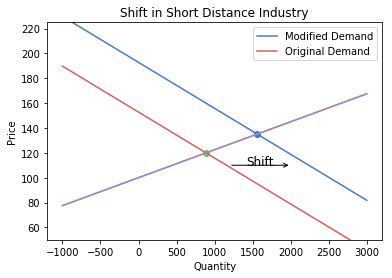 Shift in Short Distance Industry
220
200
180
160
140
120
100
80
60
Price
Modified Demand
Original Demand
Shift
−1000 −500 0 500 1000 1500 2000 2500 3000
Quantity